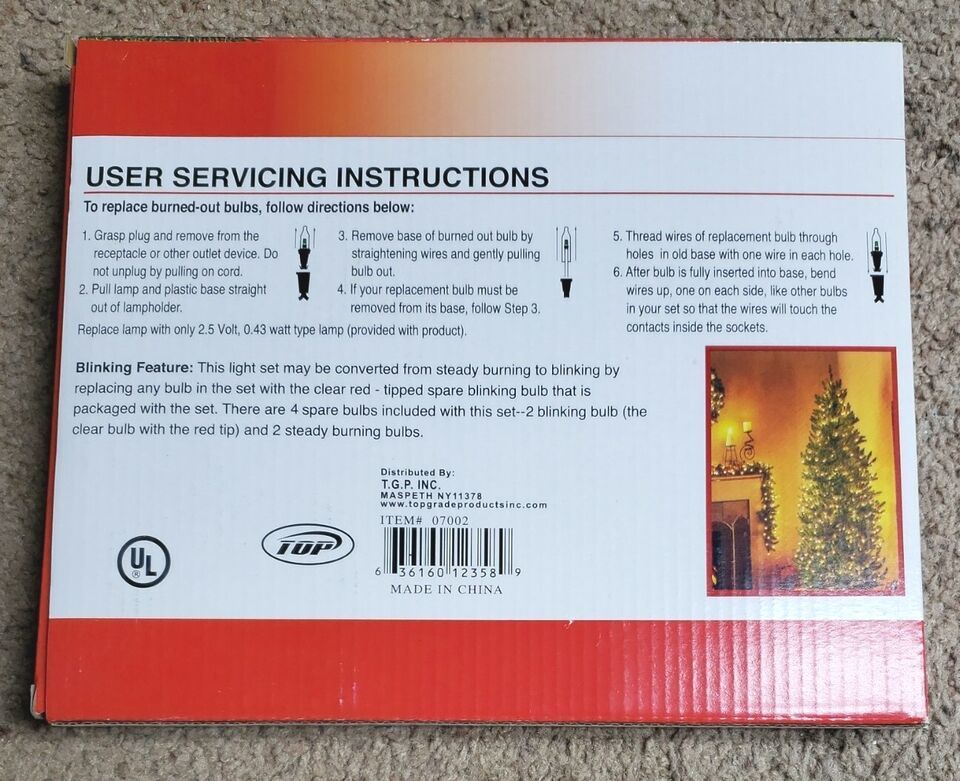 USER SERVICING INSTRUCTIONS
To replace burned-out bulbs, follow directions below:
1. Grasp plug and remove from the
receptacle or other outlet device. Do
not unplug by pulling on cord.
2. Pull lamp and plastic base straight
out of lampholder.
3. Remove base of burned out bulb by
straightening wires and gently pulling
bulb out.
4. If your replacement bulb must be
removed from its base, follow Step 3.
5. Thread wires of replacement bulb through
holes in old base with one wire in each hole.
6. After bulb is fully inserted into base, bend
wires up, one on each side, like other bulbs
in your set so that the wires will touch the
contacts inside the sockets.
Replace lamp with only 2.5 Volt, 0.43 watt type lamp (provided with product).
Blinking Feature: This light set may be converted from steady burning to blinking by
replacing any bulb in the set with the clear red - tipped spare blinking bulb that is
packaged with the set. There are 4 spare bulbs included with this set--2 blinking bulb (the
clear bulb with the red tip) and 2 steady burning bulbs.
Distributed By:
T.G.P. INC.
MASPETH NY11378
www.topgradeproductsinc.com
ITEM# 07002
UL
®
TOP
6 36160 12358 9
MADE IN CHINA